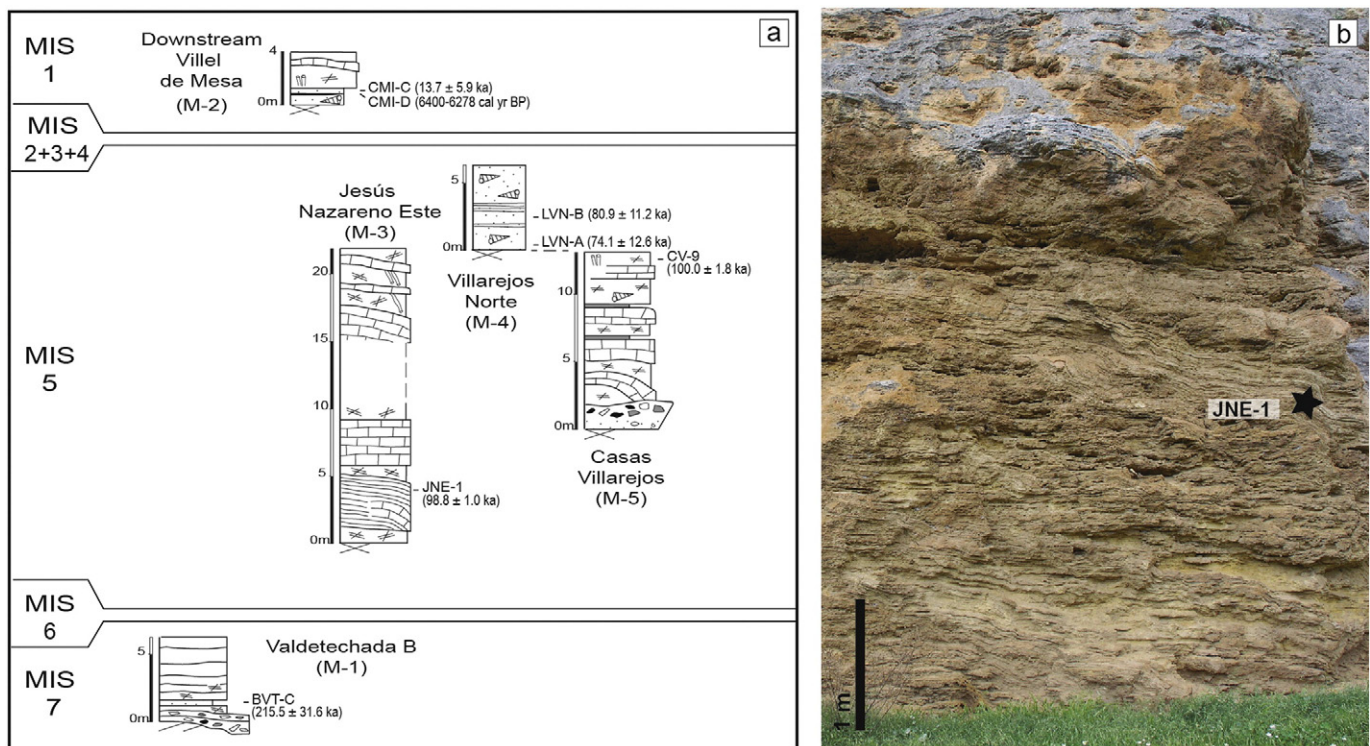 a
MIS
1
Downstream
Villel
de Mesa
(M-2)
4
0m
CMI-C (13.7 ± 5.9 ka)
CMI-D (6400-6278 cal yr BP)
MIS
2+3+4
MIS
5
Jesús
Nazareno Este
(M-3)
20
15
10
5
0m
JNE-1
(98.8 ± 1.0 ka)
5
0m
LVN-B (80.9 ± 11.2 ka)
LVN-A (74.1 ± 12.6 ka)
Villarejos
Norte
(M-4)
CV-9
(100.0 ± 1.8 ka)
10
5
0m
Casas
Villarejos
(M-5)
MIS
6
MIS
7
5
0m
Valdetechada B
(M-1)
BVT-C
(215.5 ± 31.6 ka)
b
JNE-1
1 m